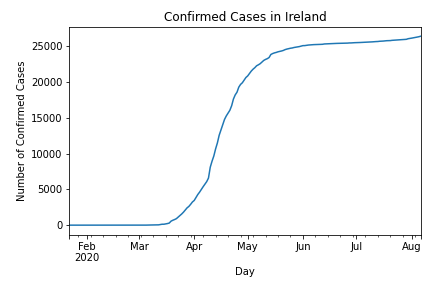 Confirmed Cases in Ireland
Number of Confirmed Cases
25000
20000
15000
10000
5000
0
Feb Mar Apr May Jun Jul Aug
2020
Day